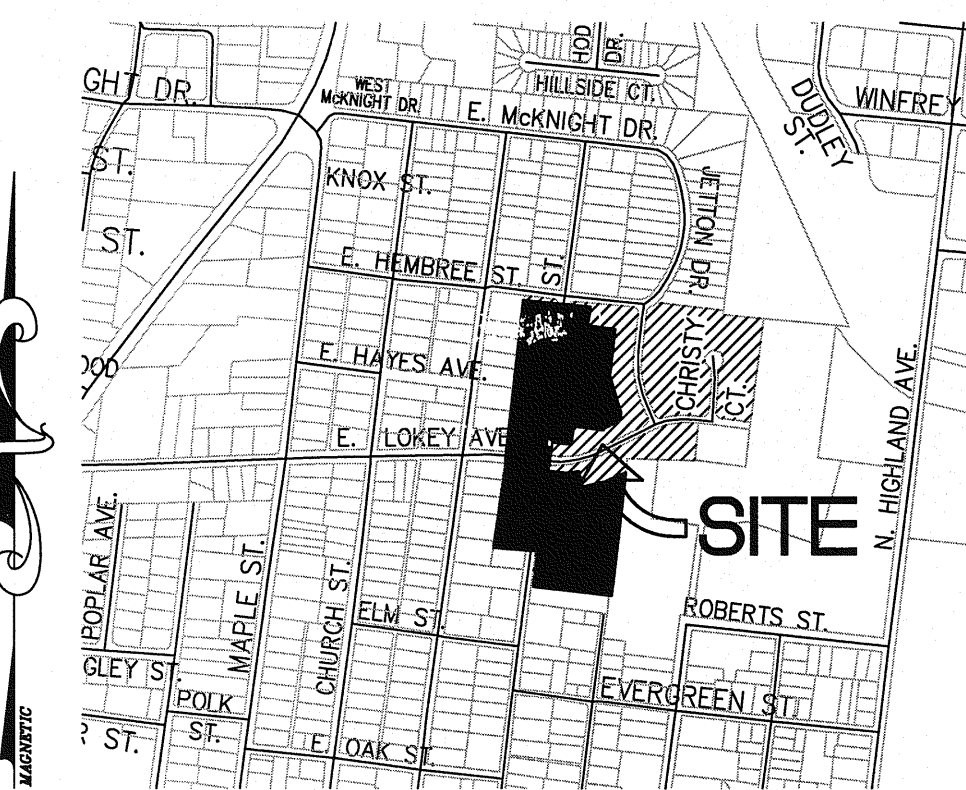 HOD
DR.
HILLSIDE CT.
GHT DR.
WEST
McKNIGHT DR.
E. McKNIGHT DR.
DUDLEY
ST.
WINFREY
ST.
KNOX ST.
JETTON DR.
ST.
E. HEMBREE ST.
ST.
E. HAYES AVE.
OOD
CHRISTY
CT.
E. LOKEY AVE
N. HIGHLAND AVE.
SITE
POPLAR AVE.
MAPLE ST.
CHURCH ST.
ELM ST.
ROBERTS ST.
GLEY ST.
POLK
ST.
EVERGREEN ST.
R ST.
E. OAK ST.
MAGNETIC